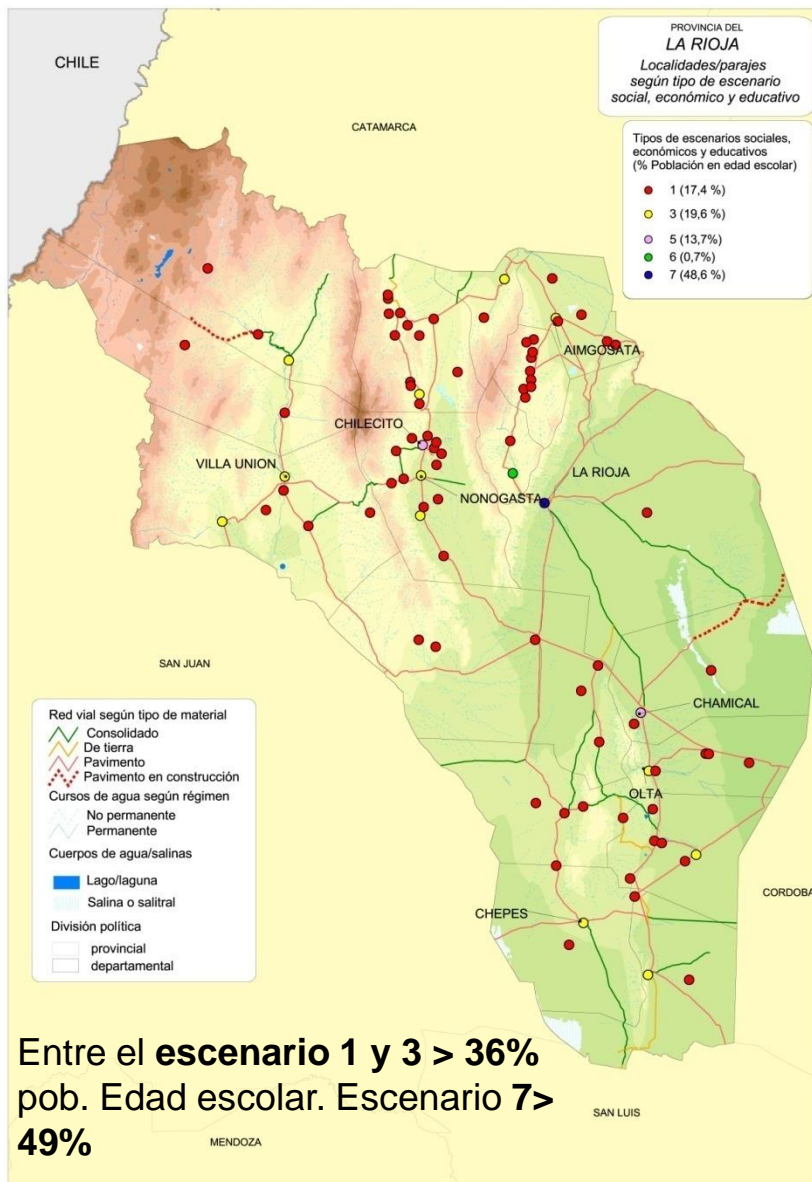 PROVINCIA DEL
LA RIOJA
Localidades/parajes
según tipo de escenario
social, económico y educativo
CHILE
CATAMARCA
Tipos de escenarios sociales,
económicos y educativos
(% Población en edad escolar)
1 (17,4 %)
3 (19,6 %)
5 (13,7%)
6 (0,7%)
7 (48,6 %)
AIMGOSATA
CHILECITO
VILLA UNION
LA RIOJA
NONOGASTA
SAN JUAN
CHAMICAL
OLTA
CORDOBA
CHEPES
Red vial según tipo de material
Consolidado
De tierra
Pavimento
Pavimento en construcción
Cursos de agua según régimen
No permanente
Permanente
Cuerpos de agua/salinas
Lago/laguna
Salina o salitral
División política
provincial
departamental
Entre el escenario 1 y 3 > 36%
pob. Edad escolar. Escenario 7>
49%
SAN LUIS
MENDOZA